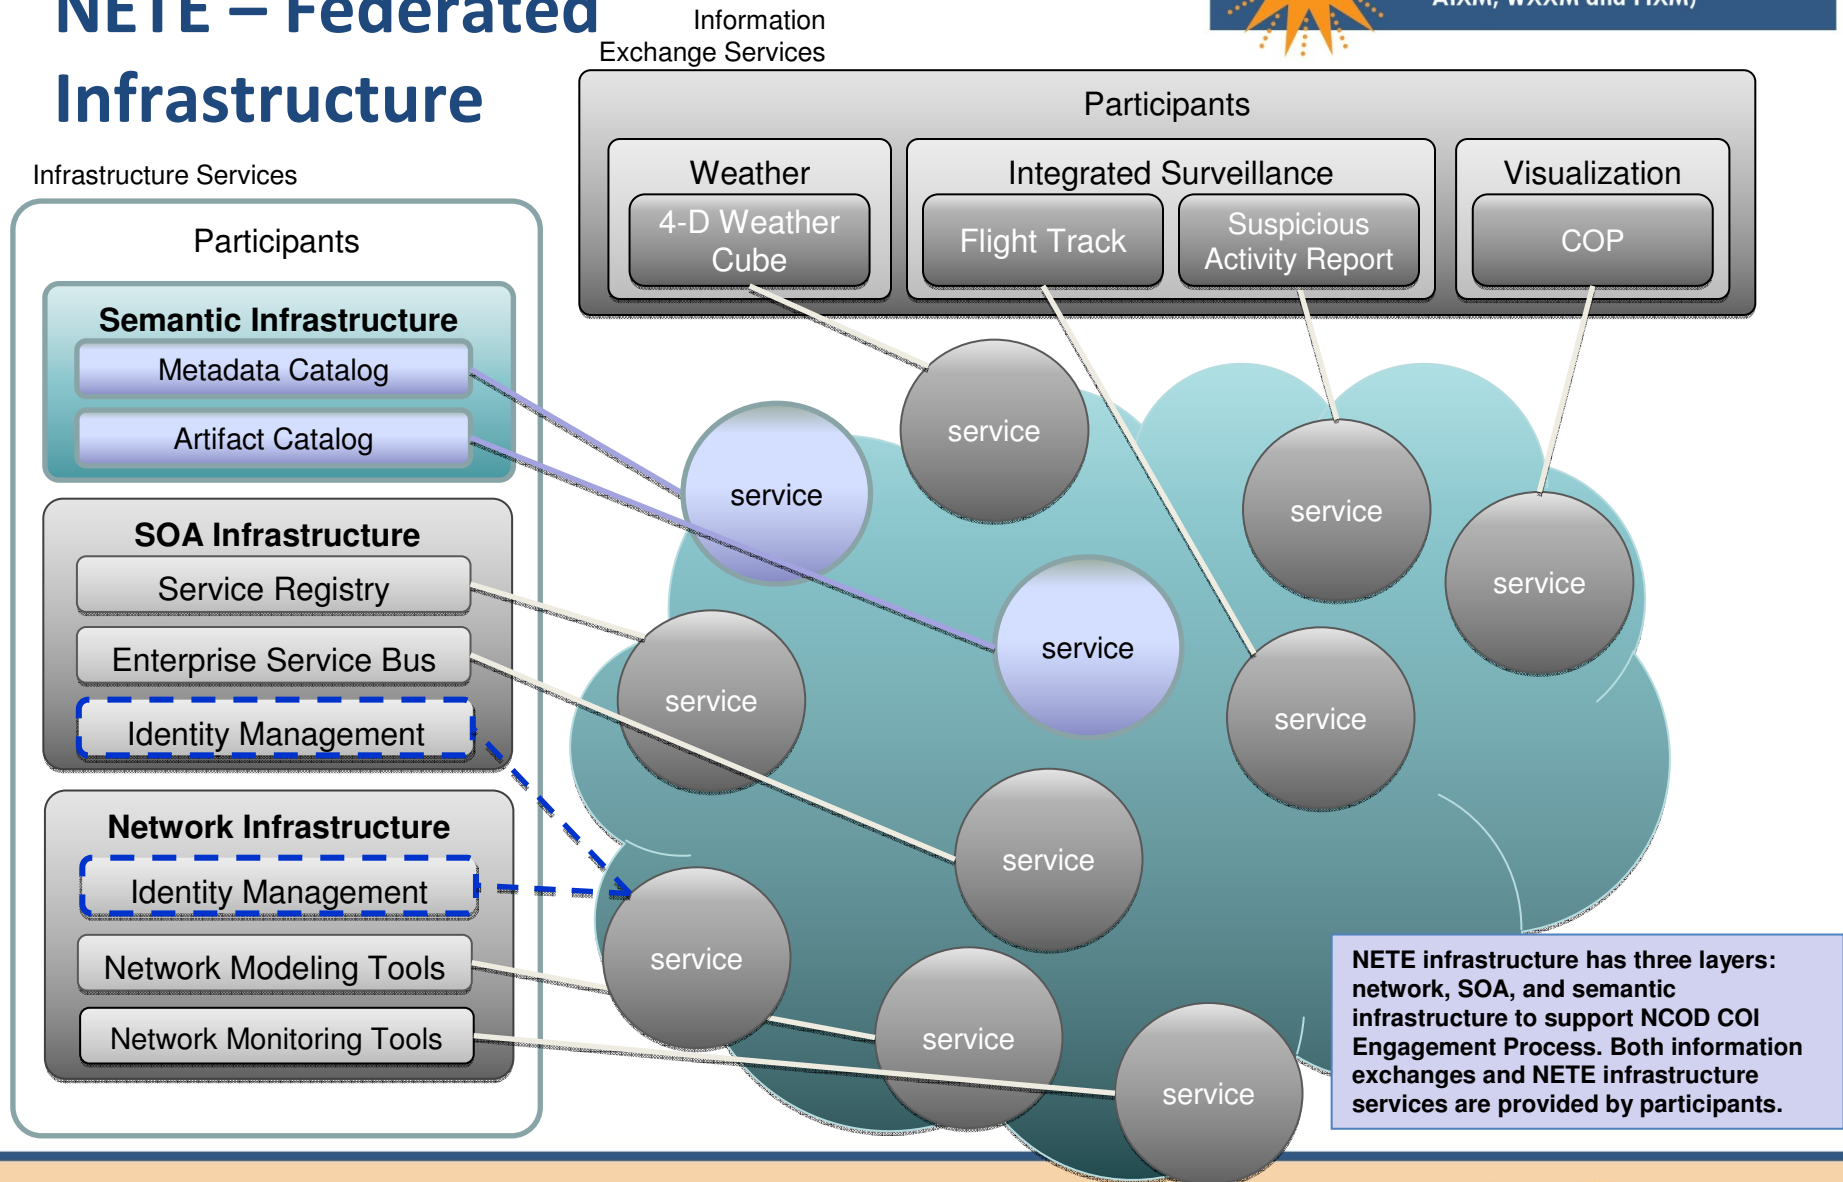 NETE – Federated
Infrastructure
Information
Exchange Services
AIXM, WXXM and FIXM)
Participants
Weather
Integrated Surveillance
Visualization
4-D Weather
Cube
Flight Track
Suspicious
Activity Report
COP
Infrastructure Services
Participants
Semantic Infrastructure
Metadata Catalog
Artifact Catalog
SOA Infrastructure
Service Registry
Enterprise Service Bus
Identity Management
Network Infrastructure
Identity Management
Network Modeling Tools
Network Monitoring Tools
service
service
service
service
service
service
service
service
service
service
service
NETE infrastructure has three layers:
network, SOA, and semantic
infrastructure to support NCOD COI
Engagement Process. Both information
exchanges and NETE infrastructure
services are provided by participants.